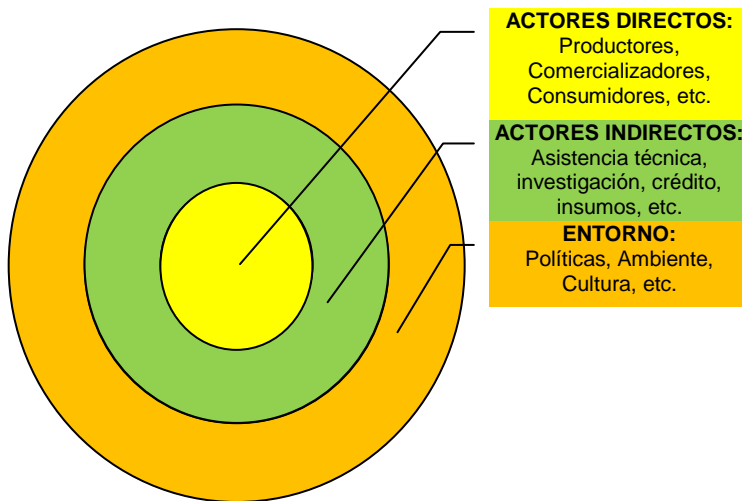 ACTORES DIRECTOS:
Productores,
Comercializadores,
Consumidores, etc.
ACTORES INDIRECTOS:
Asistencia técnica,
investigación, crédito,
insumos, etc.
ENTORNO:
Políticas, Ambiente,
Cultura, etc.